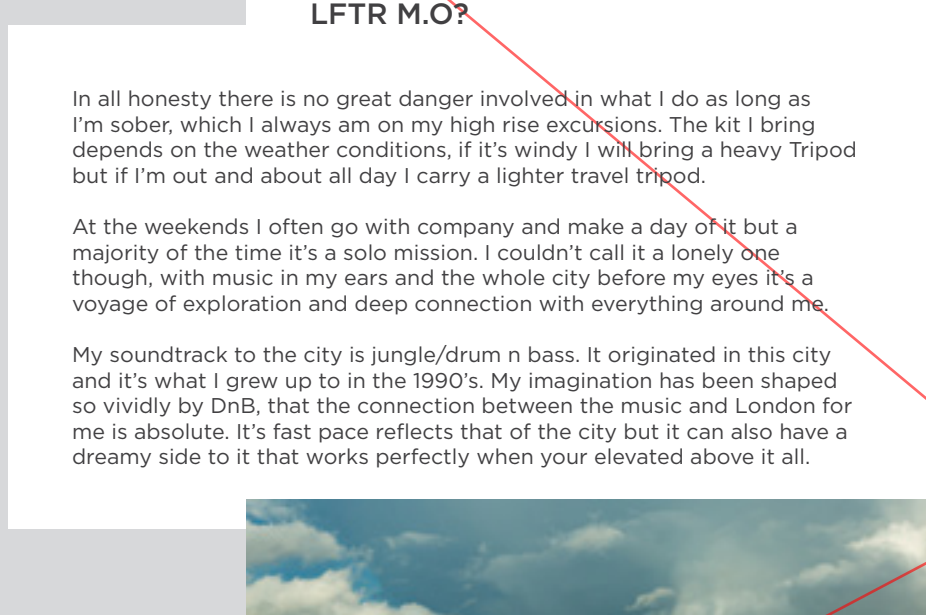 LFTR M.O?
In all honesty there is no great danger involved in what I do as long as
I'm sober, which I always am on my high rise excursions. The kit I bring
depends on the weather conditions, if it's windy I will bring a heavy Tripod
but if I'm out and about all day I carry a lighter travel tripod.
At the weekends I often go with company and make a day of it but a
majority of the time it's a solo mission. I couldn't call it a lonely one
though, with music in my ears and the whole city before my eyes it's a
voyage of exploration and deep connection with everything around me.
My soundtrack to the city is jungle/drum n bass. It originated in this city
and it's what I grew up to in the 1990's. My imagination has been shaped
so vividly by DnB, that the connection between the music and London for
me is absolute. It's fast pace reflects that of the city but it can also have a
dreamy side to it that works perfectly when your elevated above it all.